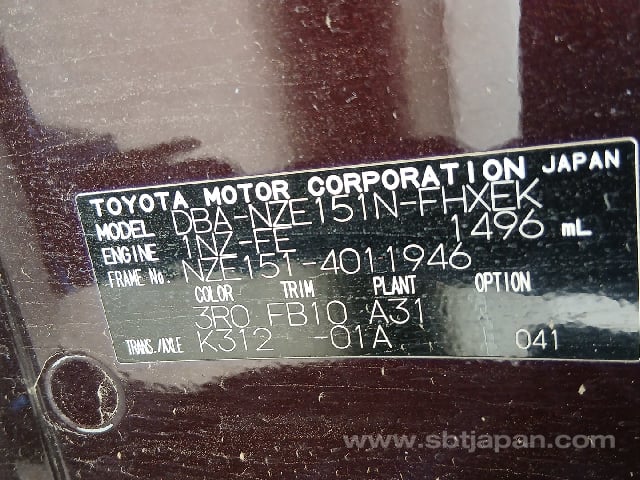 TOYOTA MOTOR CORPORATION JAPAN
MODEL DBA-NZE151N-FHXEK
ENGINE 1NZ-FE 1496 mL
FRAME No. NZE151-4011946
COLOR TRIM PLANT OPTION
3R0 FB10 A31
TRANS./AXLE K312 -01A 041
www.sbtjapan.com